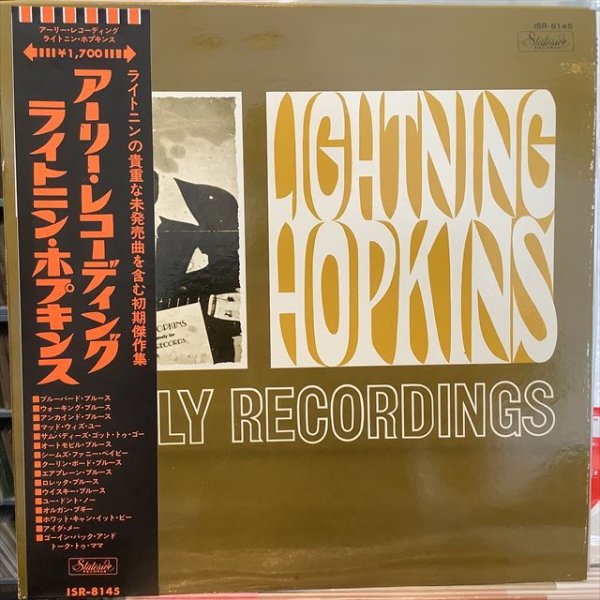 アーリー・レコーディング
ライトニン・ホプキンス
¥1,700
アーリー・レコーディング
ライトニン・ホプキンス
ライトニンの貴重な未発売曲を含む初期傑作集
■ブルーバード・ブルース
■ウォーキング・ブルース
■アンカインド・ブルース
■マッド・ウィズ・ユー
■サムバディーズ・ゴット・トゥ・ゴー
■オートモビル・ブルース
■シームズ・ファニー・ベイビー
■クーリン・ボード・ブルース
■エアプレーン・ブルース
■ロレッタ・ブルース
■ウイスキー・ブルース
■ユー・ドント・ノー
■オルガン・ブギー
■ホワット・キャン・イット・ビー
■アイダ・メー
■ゴーイン・バック・アンド
トーク・トゥ・ママ
Stateside
RECORDS
ISR-8145
ISR-8145
Stateside
RECORDS
LIGHTNING
HOPKINS
OPKINS
RECORDS
LY RECORDINGS